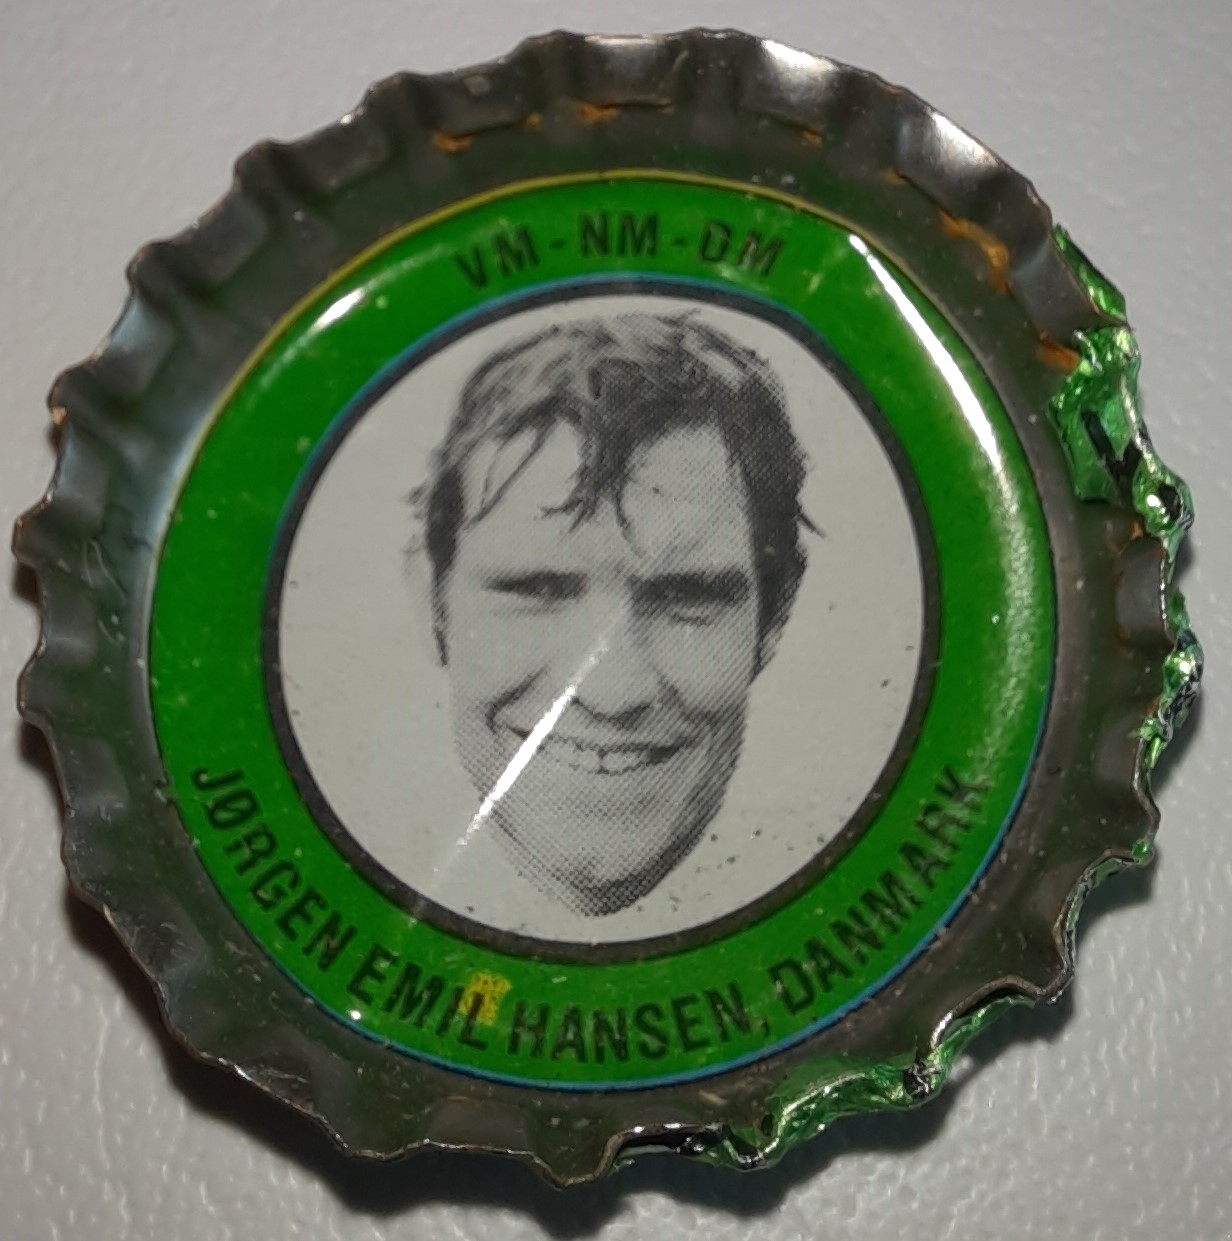 VM-NM-DM
JØRGEN EMIL HANSEN, DANMARK